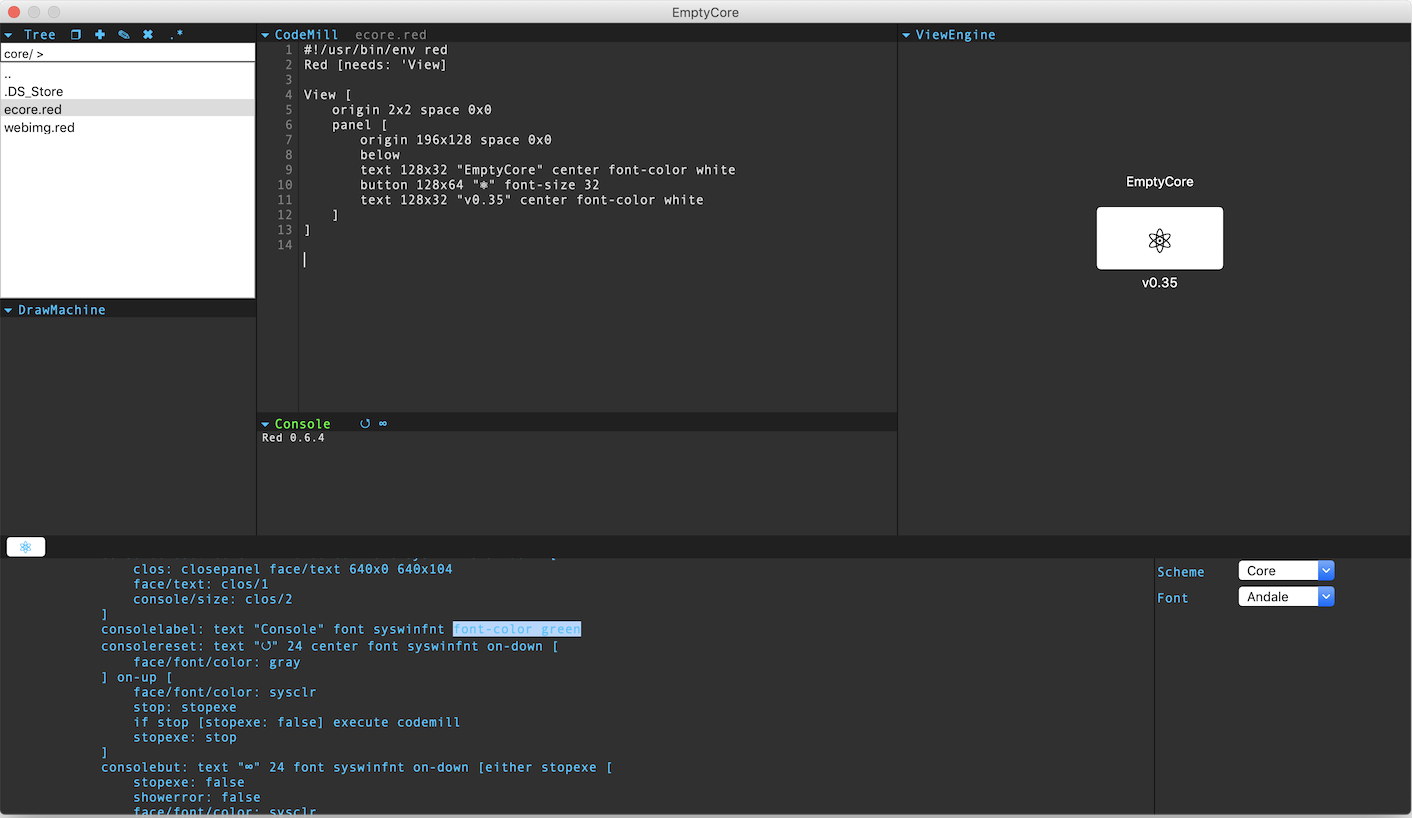 EmptyCore
Tree .*
core/ >
..
.DS_Store
ecore.red
webimg.red
DrawMachine
CodeMill ecore.red
1 #!/usr/bin/env red
2 Red [needs: 'View]
3
4 View [
5 origin 2x2 space 0x0
6 panel [
7 origin 196x128 space 0x0
8 below
9 text 128x32 "EmptyCore" center font-color white
10 button 128x64 "⚛" font-size 32
11 text 128x32 "v0.35" center font-color white
12 ]
13 ]
14
Console ↺ ∞
Red 0.6.4
ViewEngine
EmptyCore
⚛
v0.35
⚛
clos: closepanel face/text 640x0 640x104
face/text: clos/1
console/size: clos/2
]
consolelabel: text "Console" font syswinfnt font-color green
consolereset: text "↺" 24 center font syswinfnt on-down [
face/font/color: gray
] on-up [
face/font/color: sysclr
stop: stopexe
if stop [stopexe: false] execute codemill
stopexe: stop
]
consolebut: text "∞" 24 font syswinfnt on-down [either stopexe [
stopexe: false
showerror: false
face/font/color: sysclr
Scheme Core
Font Andale